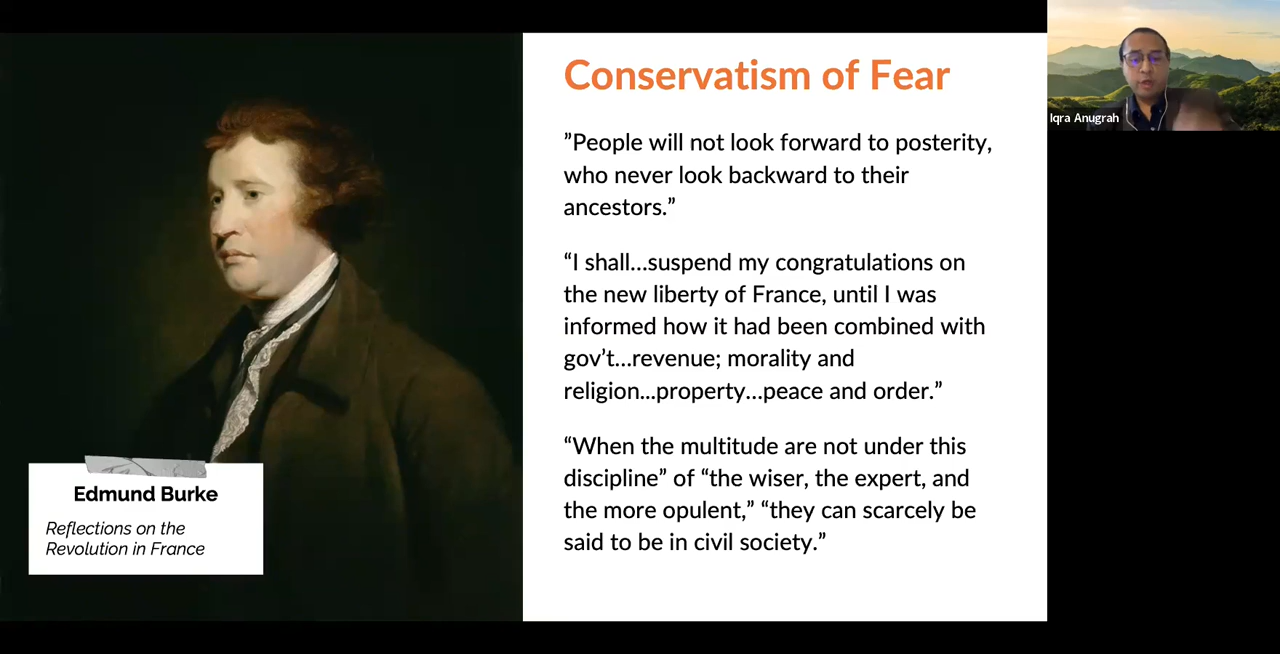 Conservatism of Fear
”People will not look forward to posterity,
who never look backward to their
ancestors.”
“I shall...suspend my congratulations on
the new liberty of France, until I was
informed how it had been combined with
gov’t...revenue; morality and
religion...property...peace and order.”
“When the multitude are not under this
discipline” of “the wiser, the expert, and
the more opulent,” “they can scarcely be
said to be in civil society.”
Edmund Burke
Reflections on the
Revolution in France
Iqra Anugrah